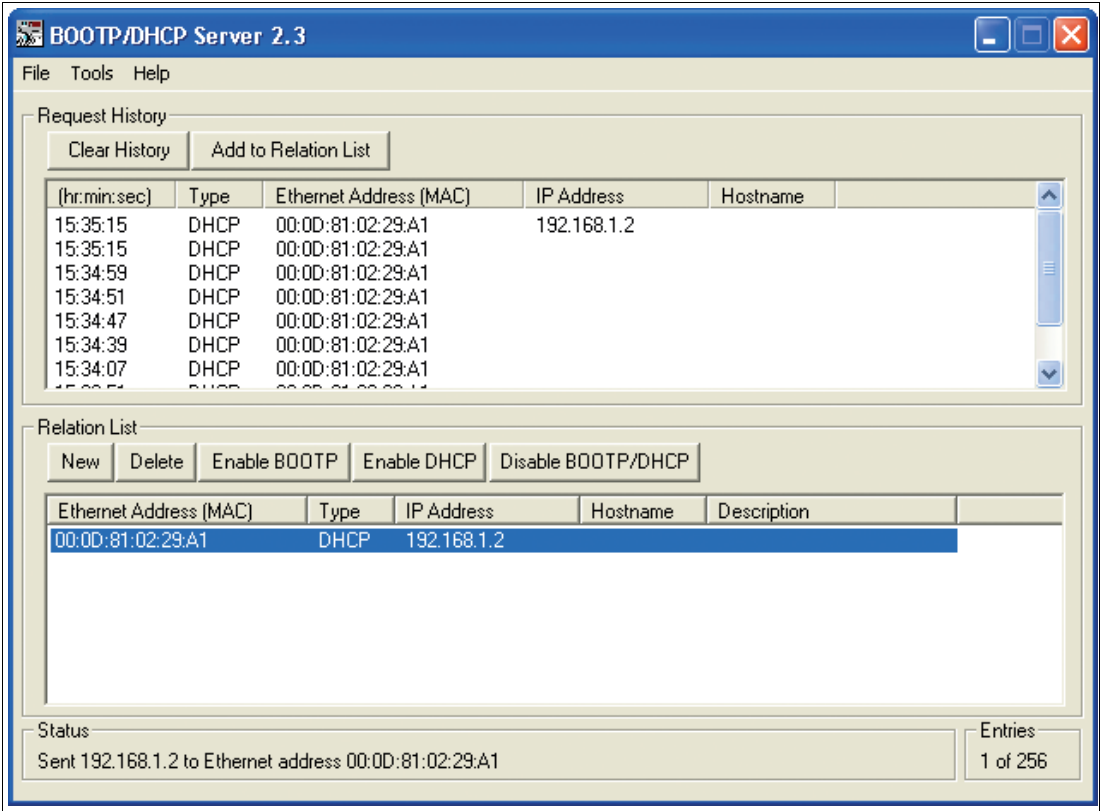 BOOTP/DHCP Server 2.3
File Tools Help
Request History
Clear History Add to Relation List
(hr:min:sec) Type Ethernet Address (MAC) IP Address Hostname
15:35:15 DHCP 00:0D:81:02:29:A1 192.168.1.2
15:35:15 DHCP 00:0D:81:02:29:A1
15:34:59 DHCP 00:0D:81:02:29:A1
15:34:51 DHCP 00:0D:81:02:29:A1
15:34:47 DHCP 00:0D:81:02:29:A1
15:34:39 DHCP 00:0D:81:02:29:A1
15:34:07 DHCP 00:0D:81:02:29:A1
Relation List
New Delete Enable BOOTP Enable DHCP Disable BOOTP/DHCP
Ethernet Address (MAC) Type IP Address Hostname Description
00:0D:81:02:29:A1 DHCP 192.168.1.2
Status Entries
Sent 192.168.1.2 to Ethernet address 00:0D:81:02:29:A1 1 of 256